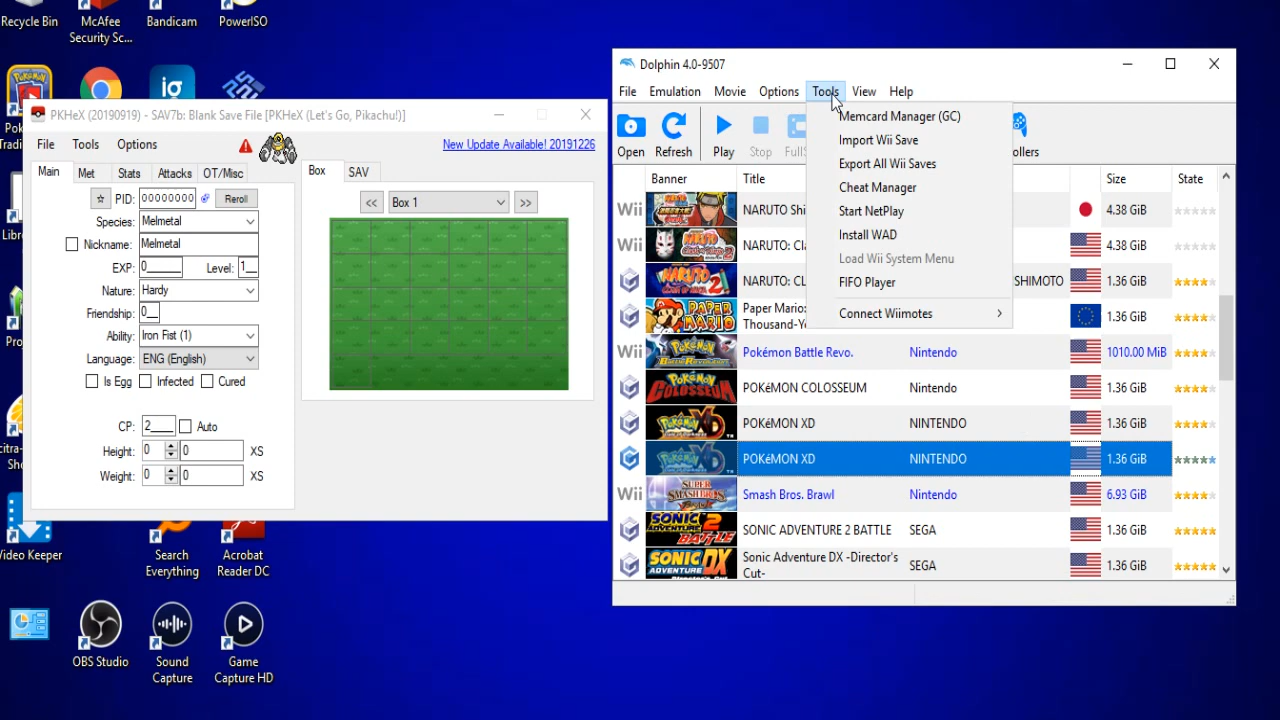 Recycle Bin
McAfee
Security Sc...
Bandicam
PowerISO
PKHeX (20190919) - SAV7b: Blank Save File [PKHeX (Let's Go, Pikachu!)]
File Tools Options
New Update Available! 20191226
Main Met Stats Attacks OT/Misc
Box SAV
PID: 00000000 Reroll
<< Box 1 >>
Species: Melmetal
Nickname: Melmetal
EXP: 0____ Level: 1__
Nature: Hardy
Friendship: 0__
Ability: Iron Fist (1)
Language: ENG (English)
Is Egg Infected Cured
CP: 2____ Auto
Height: 0 0 XS
Weight: 0 0 XS
Video Keeper
Search
Everything
Acrobat
Reader DC
OBS Studio
Sound
Capture
Game
Capture HD
Dolphin 4.0-9507
File Emulation Movie Options Tools View Help
Open Refresh Play Stop FullS ollers
Memcard Manager (GC)
Import Wii Save
Export All Wii Saves
Cheat Manager
Start NetPlay
Install WAD
Load Wii System Menu
FIFO Player
Connect Wiimotes
Banner Title Size State
Wii NARUTO Shi 4.38 GiB
Wii NARUTO: Cla 4.38 GiB
NARUTO: CL SHIMOTO 1.36 GiB
PAPER MARIO Paper Mario:
Thousand-Ye 1.36 GiB
Wii Pokémon Battle Revo. Nintendo 1010.00 MiB
POKéMON COLOSSEUM Nintendo 1.36 GiB
POKéMON XD NINTENDO 1.36 GiB
POKéMON XD NINTENDO 1.36 GiB
Wii Smash Bros. Brawl Nintendo 6.93 GiB
SONIC ADVENTURE 2 BATTLE SEGA 1.36 GiB
Sonic Adventure DX -Director's
Cut- SEGA 1.36 GiB